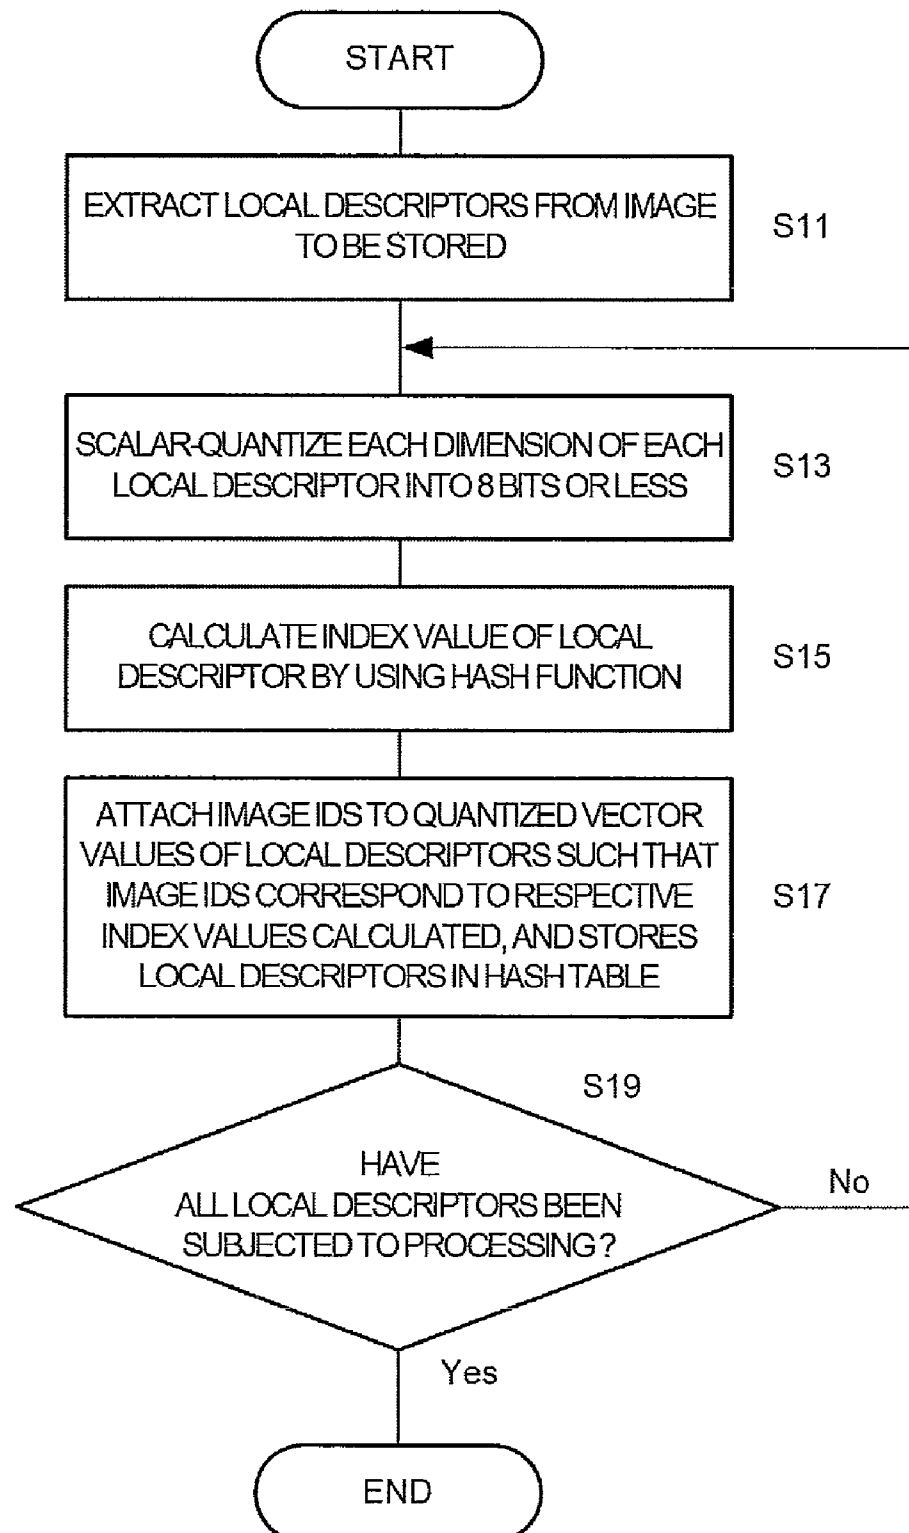 START
EXTRACT LOCAL DESCRIPTORS FROM IMAGE
TO BE STORED
S11
SCALAR-QUANTIZE EACH DIMENSION OF EACH
LOCAL DESCRIPTOR INTO 8 BITS OR LESS
S13
CALCULATE INDEX VALUE OF LOCAL
DESCRIPTOR BY USING HASH FUNCTION
S15
ATTACH IMAGE IDS TO QUANTIZED VECTOR
VALUES OF LOCAL DESCRIPTORS SUCH THAT
IMAGE IDS CORRESPOND TO RESPECTIVE
INDEX VALUES CALCULATED, AND STORES
LOCAL DESCRIPTORS IN HASH TABLE
S17
S19
HAVE
ALL LOCAL DESCRIPTORS BEEN
SUBJECTED TO PROCESSING?
No
Yes
END